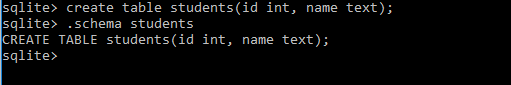 sqlite> create table students(id int, name text);
sqlite> .schema students
CREATE TABLE students(id int, name text);
sqlite>